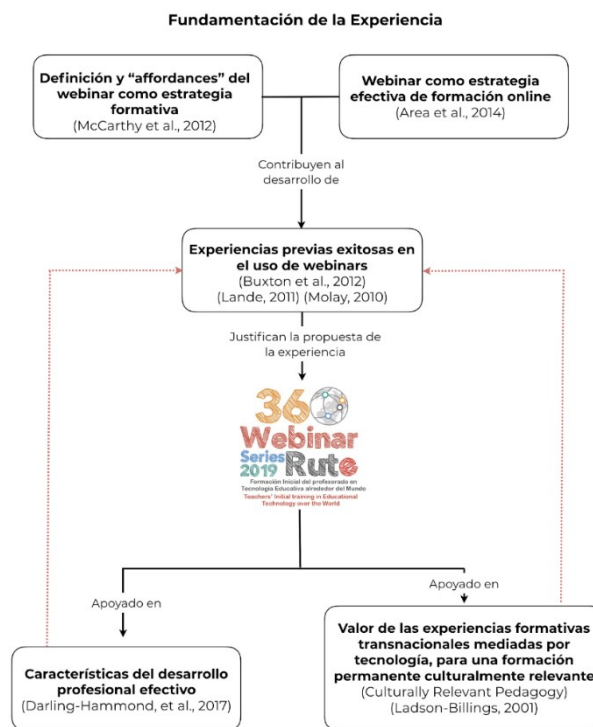 Fundamentación de la Experiencia
Definición y “affordances” del
webinar como estrategia
formativa
(McCarthy et al., 2012)
Webinar como estrategia
efectiva de formación online
(Area et al., 2014)
Contribuyen al
desarrollo de
Experiencias previas exitosas en
el uso de webinars
(Buxton et al., 2012)
(Lande, 2011) (Molay, 2010)
Justifican la propuesta de
la experiencia
360
Webinar
Series
2019 Rute
Formación Inicial del profesorado en
Tecnología Educativa alrededor del Mundo
Teachers' Initial training in Educational
Technology over the World
Apoyado en
Apoyado en
Características del desarrollo
profesional efectivo
(Darling-Hammond, et al., 2017)
Valor de las experiencias formativas
transnacionales mediadas por
tecnología, para una formación
permanente culturalmente relevante
(Culturally Relevant Pedagogy)
(Ladson-Billings, 2001)